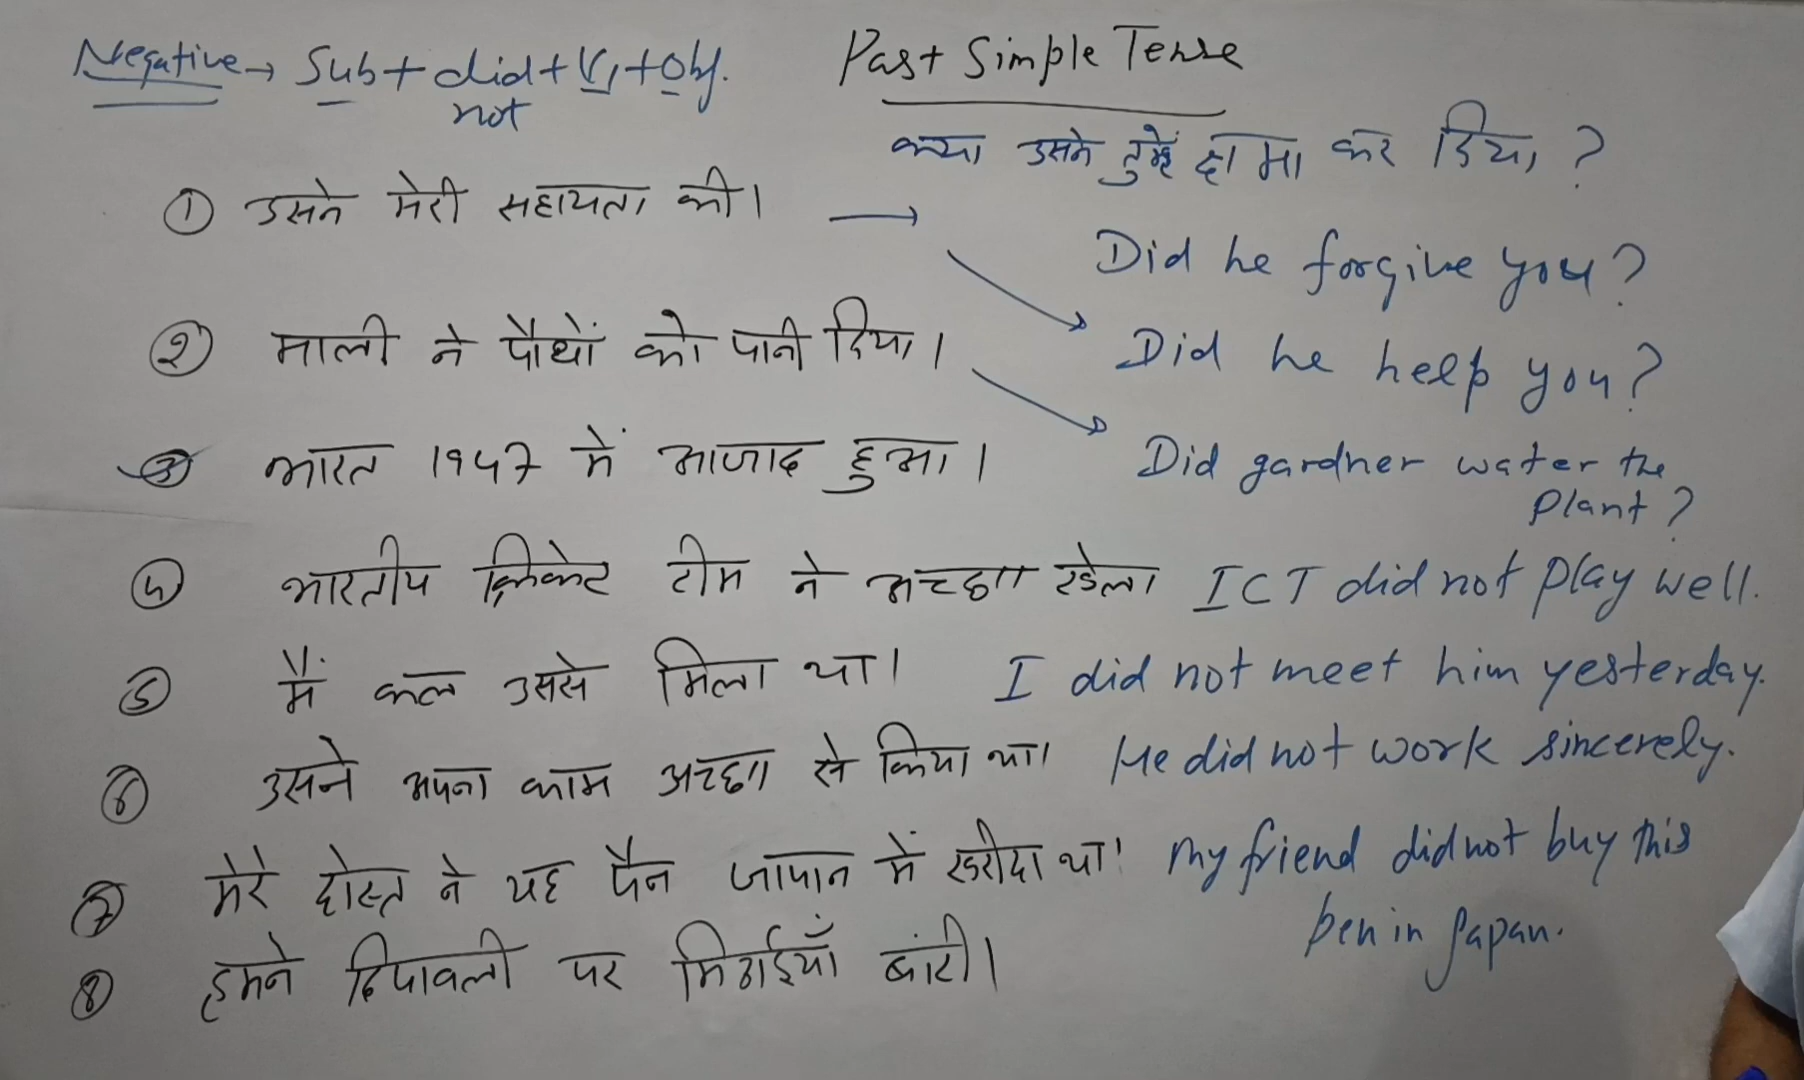 Negative → Sub + did + V1 + Obj.
not
Past Simple Tense
क्या उसने तुम्हें क्षमा कर दिया ?
① उसने मेरी सहायता की। →
Did he forgive you?
② माली ने पौधों को पानी दिया।
Did he help you?
③ भारत १९४७ में आजाद हुआ।
Did gardner water the
plant?
④ भारतीय क्रिकेट टीम ने अच्छा खेला ICT did not play well.
⑤ मैं कल उससे मिला था। I did not meet him yesterday.
⑥ उसने अपना काम अच्छा से किया था। He did not work sincerely.
⑦ मेरे दोस्त ने यह पैन जापान में खरीदा था। My friend did not buy this
pen in Japan.
⑧ हमने दिपावली पर मिठाईयाँ बांटी।